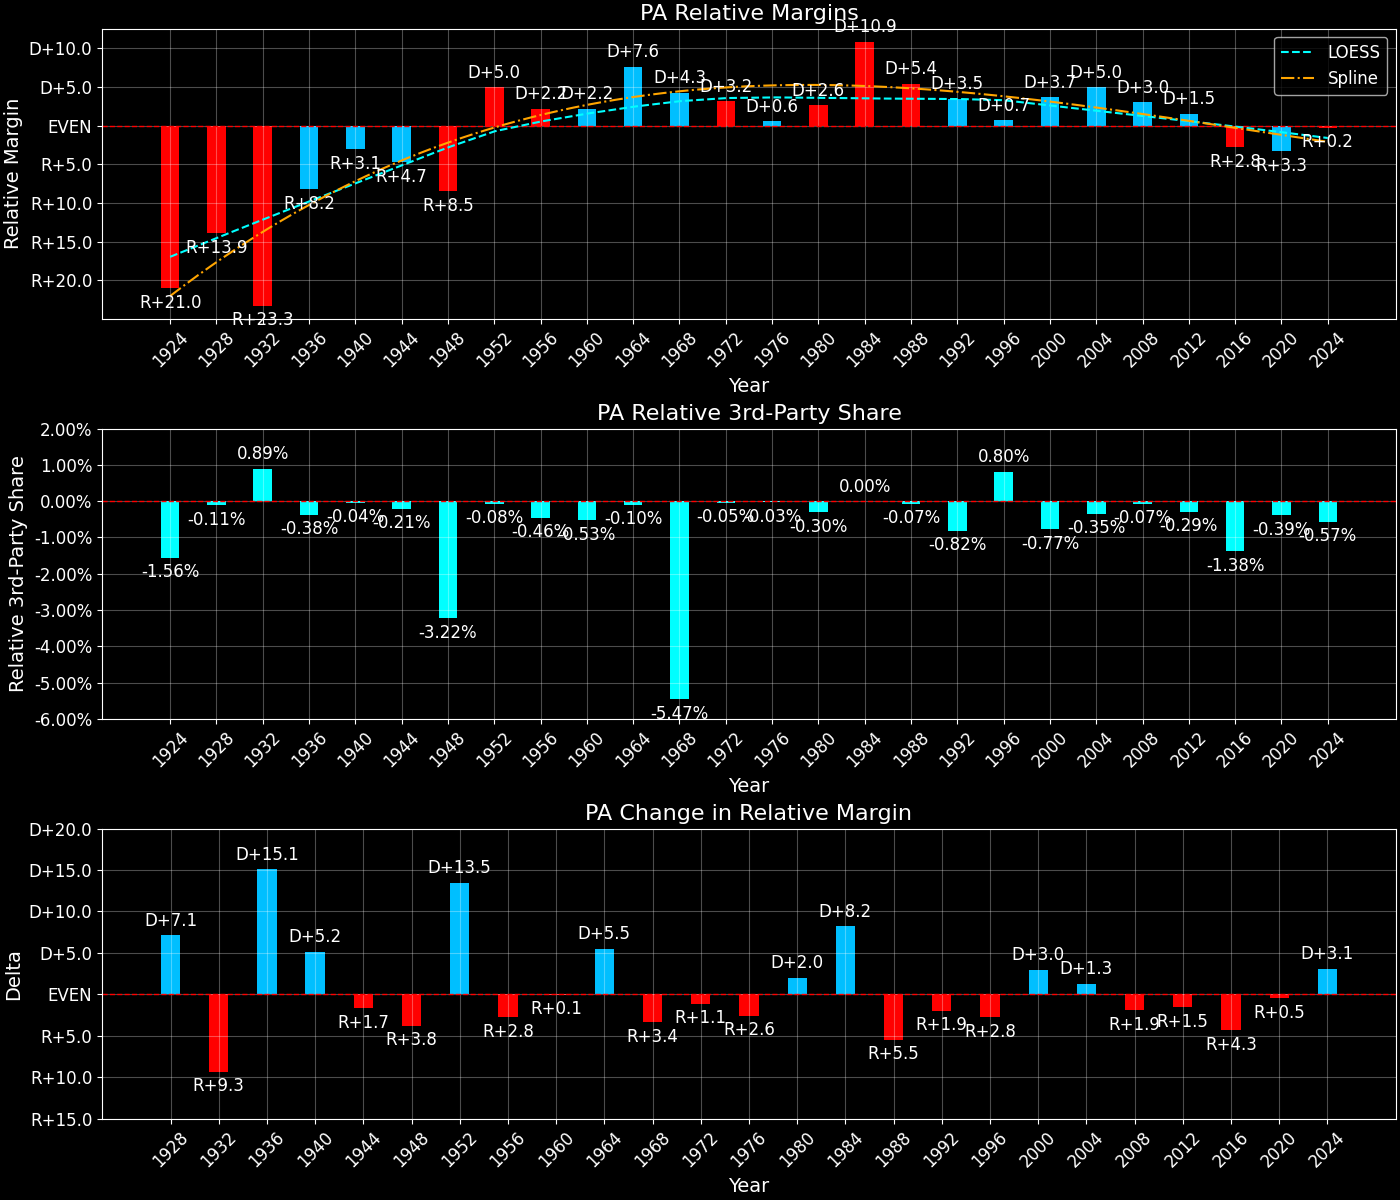 PA Relative Margins
Relative Margin
D+10.0
D+5.0
EVEN
R+5.0
R+10.0
R+15.0
R+20.0
R+21.0
R+13.9
R+23.3
R+8.2
R+3.1
R+4.7
R+8.5
D+5.0
D+2.2
D+2.2
D+7.6
D+4.3
D+3.2
D+0.6
D+2.6
D+10.9
D+5.4
D+3.5
D+0.7
D+3.7
D+5.0
D+3.0
D+1.5
R+2.8
R+3.3
R+0.2
LOESS
Spline
1924 1928 1932 1936 1940 1944 1948 1952 1956 1960 1964 1968 1972 1976 1980 1984 1988 1992 1996 2000 2004 2008 2012 2016 2020 2024
Year
PA Relative 3rd-Party Share
Relative 3rd-Party Share
2.00%
1.00%
0.00%
-1.00%
-2.00%
-3.00%
-4.00%
-5.00%
-6.00%
-1.56%
-0.11%
0.89%
-0.38%
-0.04%
-0.21%
-3.22%
-0.08%
-0.46%
-0.53%
-0.10%
-5.47%
-0.05%
-0.03%
-0.30%
0.00%
-0.07%
-0.82%
0.80%
-0.77%
-0.35%
-0.07%
-0.29%
-1.38%
-0.39%
-0.57%
1924 1928 1932 1936 1940 1944 1948 1952 1956 1960 1964 1968 1972 1976 1980 1984 1988 1992 1996 2000 2004 2008 2012 2016 2020 2024
Year
PA Change in Relative Margin
Delta
D+20.0
D+15.0
D+10.0
D+5.0
EVEN
R+5.0
R+10.0
R+15.0
D+7.1
R+9.3
D+15.1
D+5.2
R+1.7
R+3.8
D+13.5
R+2.8
R+0.1
D+5.5
R+3.4
R+1.1
R+2.6
D+2.0
D+8.2
R+5.5
R+1.9
R+2.8
D+3.0
D+1.3
R+1.9
R+1.5
R+4.3
R+0.5
D+3.1
1928 1932 1936 1940 1944 1948 1952 1956 1960 1964 1968 1972 1976 1980 1984 1988 1992 1996 2000 2004 2008 2012 2016 2020 2024
Year